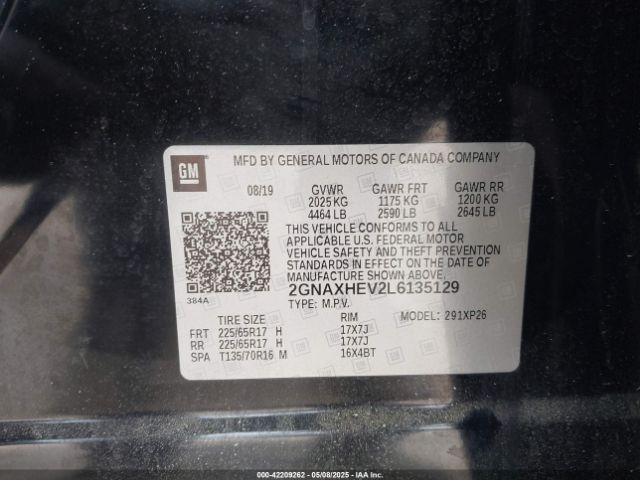 GM
MFD BY GENERAL MOTORS OF CANADA COMPANY
08/19 GVWR GAWR FRT GAWR RR
2025 KG 1175 KG 1200 KG
4464 LB 2590 LB 2645 LB
THIS VEHICLE CONFORMS TO ALL
APPLICABLE U.S. FEDERAL MOTOR
VEHICLE SAFETY AND THEFT PREVENTION
STANDARDS IN EFFECT ON THE DATE OF
MANUFACTURE SHOWN ABOVE.
384A 2GNAXHEV2L6135129
TYPE: M.P.V. MODEL: 291XP26
TIRE SIZE RIM
FRT 225/65R17 H 17X7J
RR 225/65R17 H 17X7J
SPA T135/70R16 M 16X4BT
000-42209262 - 05/08/2025 - IAAI.COM